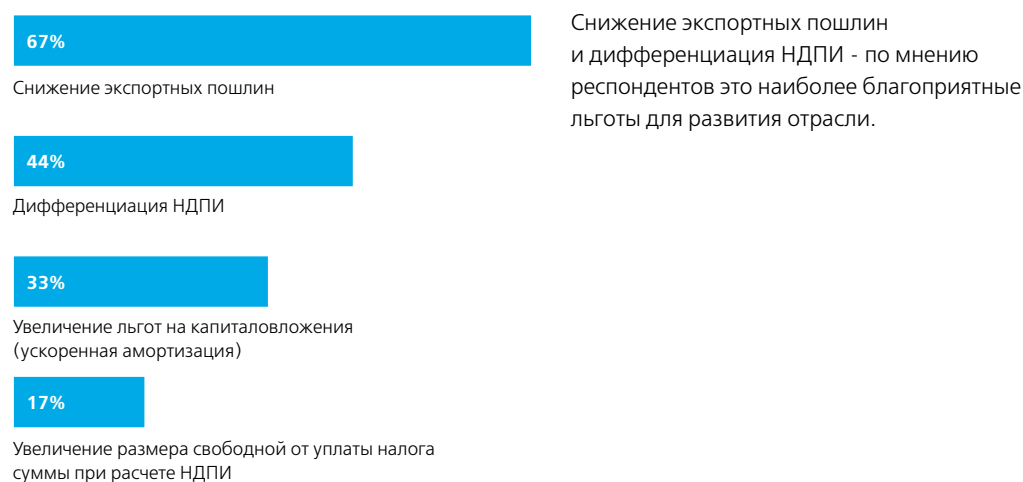 67%
Снижение экспортных пошлин
44%
Дифференциация НДПИ
33%
Увеличение льгот на капиталовложения
(ускоренная амортизация)
17%
Увеличение размера свободной от уплаты налога
суммы при расчете НДПИ
Снижение экспортных пошлин
и дифференциация НДПИ - по мнению
респондентов это наиболее благоприятные
льготы для развития отрасли.